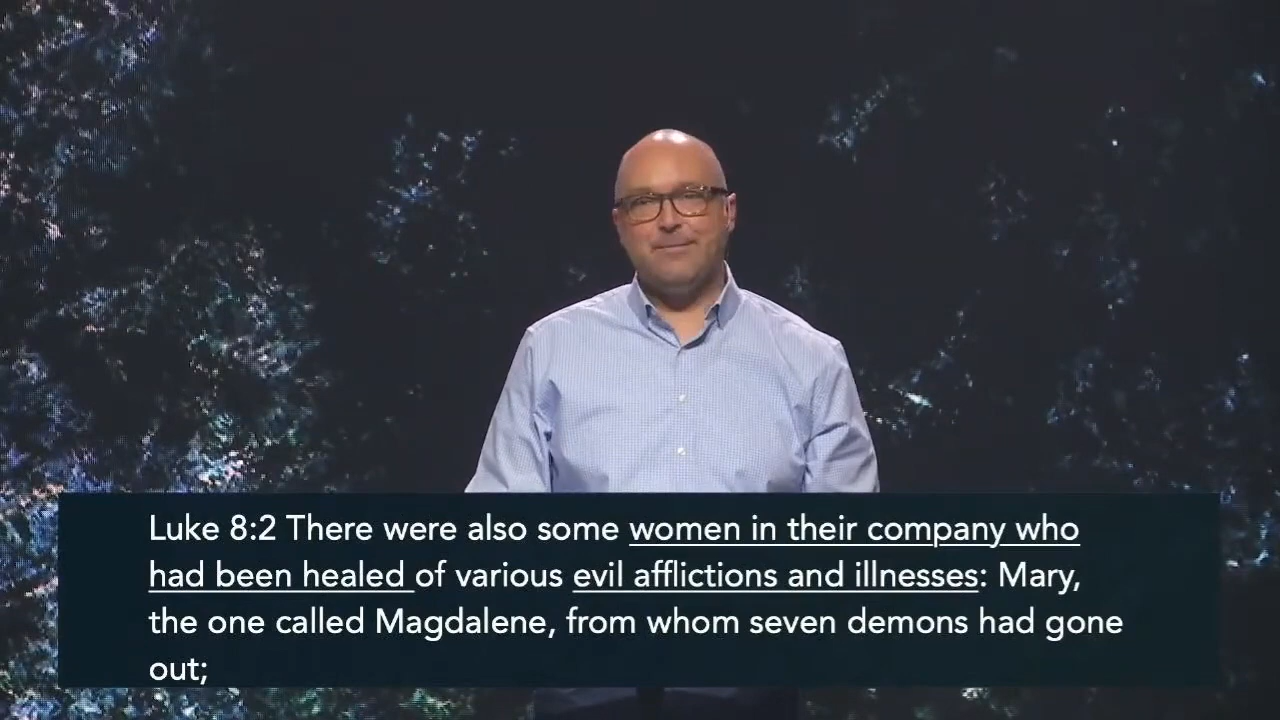 Luke 8:2 There were also some women in their company who
had been healed of various evil afflictions and illnesses: Mary,
the one called Magdalene, from whom seven demons had gone
out;